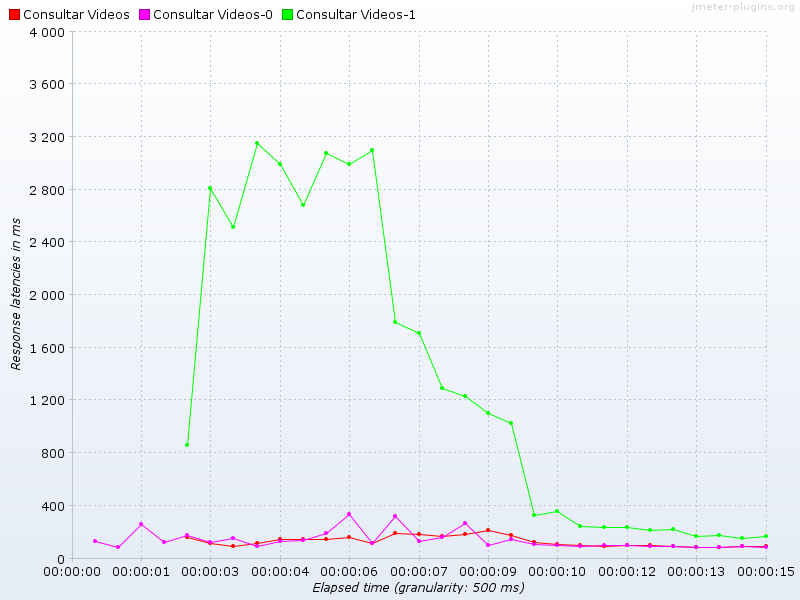 Consultar Videos Consultar Videos-0 Consultar Videos-1
jmeter-plugins.org
4 000
3 600
3 200
2 800
2 400
2 000
1 600
1 200
800
400
0
Response latencies in ms
00:00:00 00:00:01 00:00:03 00:00:04 00:00:06 00:00:07 00:00:09 00:00:10 00:00:12 00:00:13 00:00:15
Elapsed time (granularity: 500 ms)